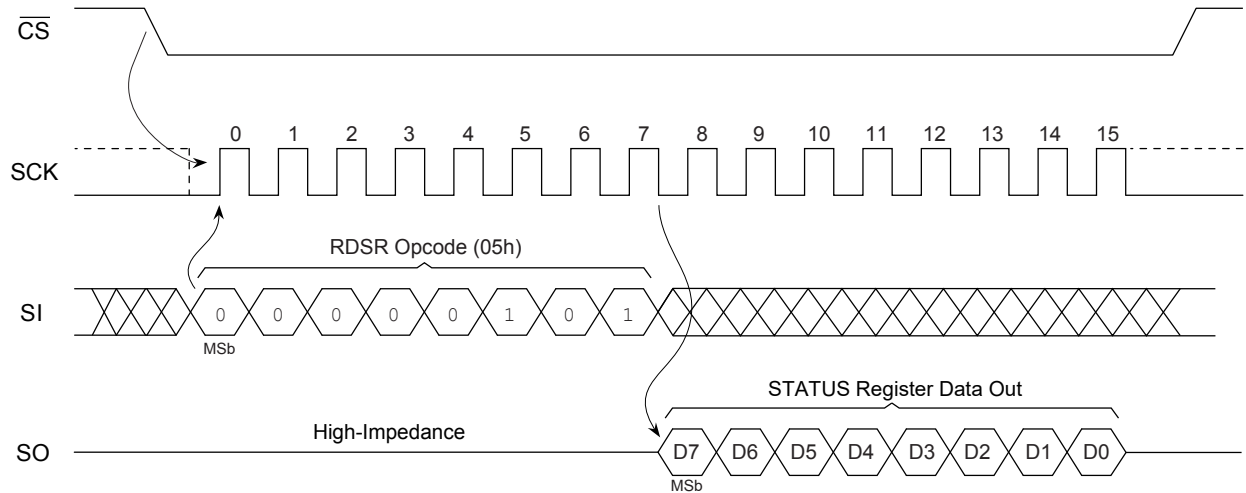 CS
0 1 2 3 4 5 6 7 8 9 10 11 12 13 14 15
SCK
RDSR Opcode (05h)
SI
0 0 0 0 0 1 0 1
MSb
STATUS Register Data Out
High-Impedance
SO
D7 D6 D5 D4 D3 D2 D1 D0
MSb